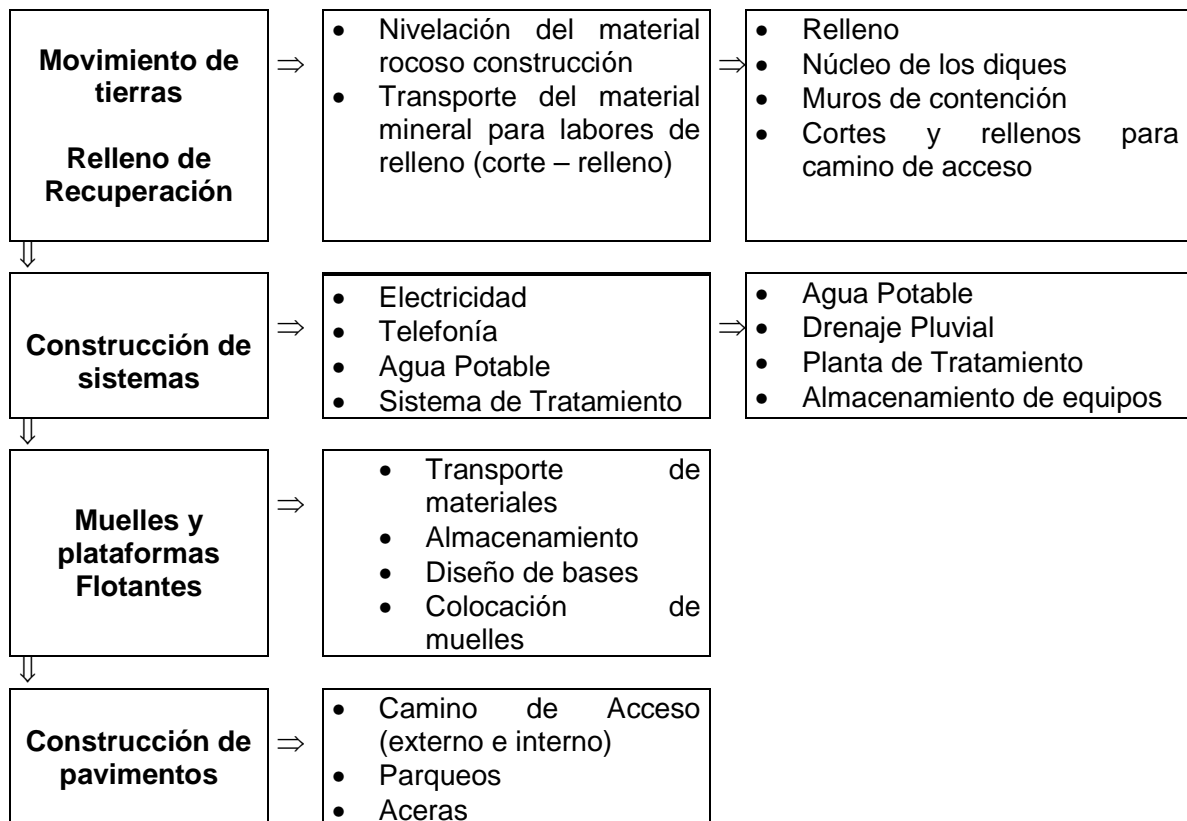 Movimiento de
tierras
Relleno de
Recuperación
⇒
• Nivelación del material
rocoso construcción
• Transporte del material
mineral para labores de
relleno (corte – relleno)
⇒
• Relleno
• Núcleo de los diques
• Muros de contención
• Cortes y rellenos para
camino de acceso
⇓
Construcción de
sistemas
⇒
• Electricidad
• Telefonía
• Agua Potable
• Sistema de Tratamiento
⇒
• Agua Potable
• Drenaje Pluvial
• Planta de Tratamiento
• Almacenamiento de equipos
⇓
Muelles y
plataformas
Flotantes
⇒
• Transporte de
materiales
• Almacenamiento
• Diseño de bases
• Colocación de
muelles
⇓
Construcción de
pavimentos
⇒
• Camino de Acceso
(externo e interno)
• Parqueos
• Aceras